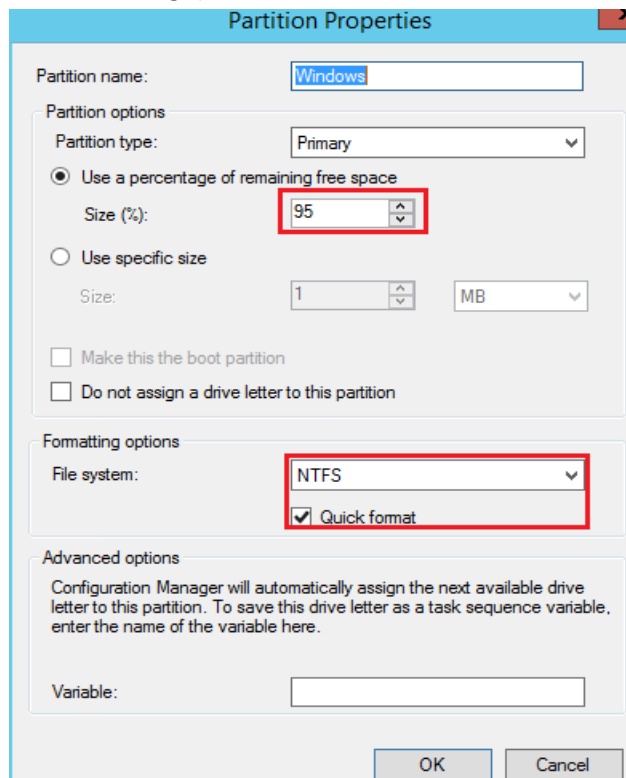 Partition Properties
Partition name:
Windows
Partition options
Partition type:
Primary
Use a percentage of remaining free space
Size (%):
95
Use specific size
Size:
1
MB
Make this the boot partition
Do not assign a drive letter to this partition
Formatting options
File system:
NTFS
Quick format
Advanced options
Configuration Manager will automatically assign the next available drive
letter to this partition. To save this drive letter as a task sequence variable,
enter the name of the variable here.
Variable:
OK
Cancel